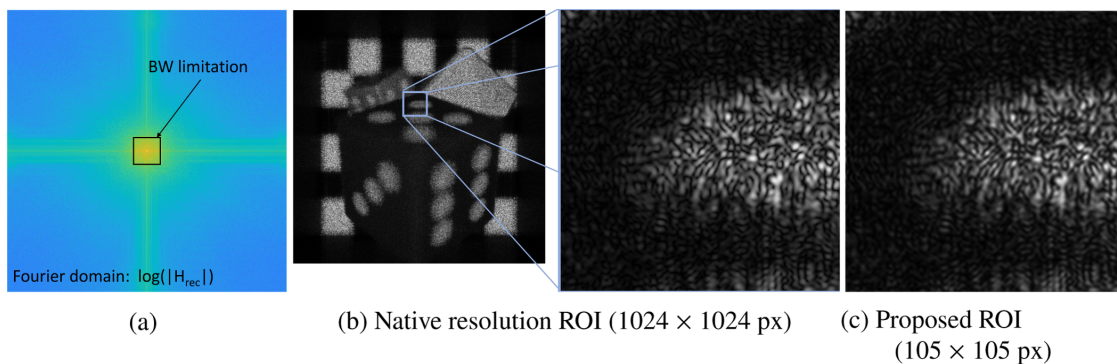 BW limitation
Fourier domain: log(|H_rec|)
(a)
(b) Native resolution ROI (1024 × 1024 px)
(c) Proposed ROI
(105 × 105 px)